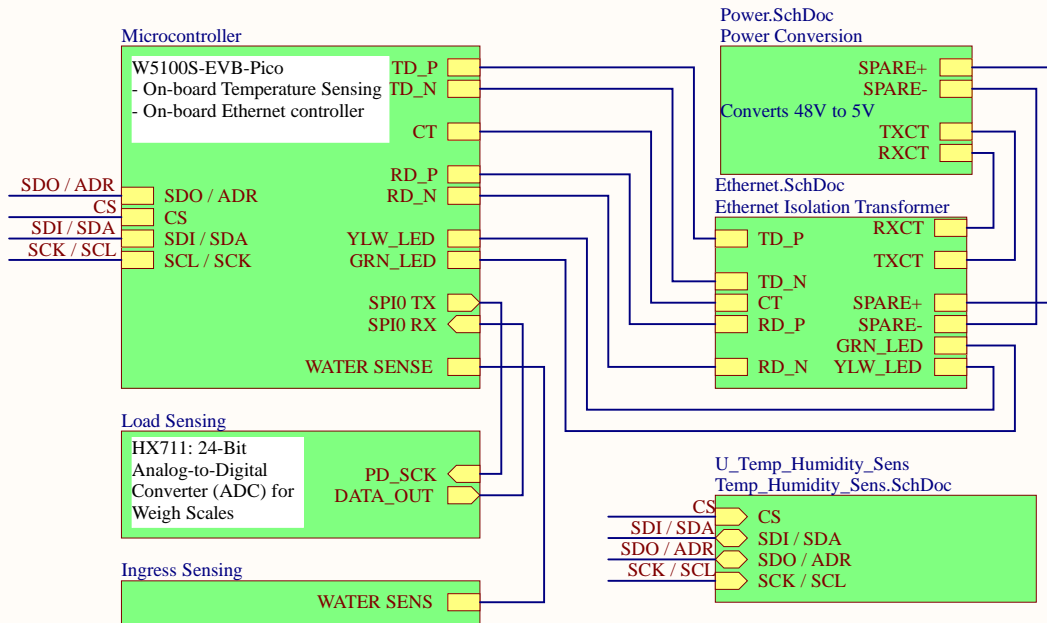 Microcontroller
W5100S-EVB-Pico
- On-board Temperature Sensing
- On-board Ethernet controller
TD_P
TD_N
CT
RD_P
RD_N
YLW_LED
GRN_LED
SPI0 TX
SPI0 RX
WATER SENSE
SDO / ADR
CS
SDI / SDA
SCK / SCL
SDO / ADR
CS
SDI / SDA
SCL / SCK
Power.SchDoc
Power Conversion
SPARE+
SPARE-
Converts 48V to 5V
TXCT
RXCT
Ethernet.SchDoc
Ethernet Isolation Transformer
TD_P
TD_N
CT
RD_P
RD_N
RXCT
TXCT
SPARE+
SPARE-
GRN_LED
YLW_LED
Load Sensing
HX711: 24-Bit
Analog-to-Digital
Converter (ADC) for
Weigh Scales
PD_SCK
DATA_OUT
U_Temp_Humidity_Sens
Temp_Humidity_Sens.SchDoc
CS
SDI / SDA
SDO / ADR
SCK / SCL
CS
SDI / SDA
SDO / ADR
SCK / SCL
Ingress Sensing
WATER SENS